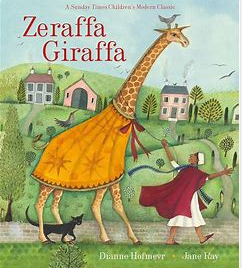 A Sunday Times Children's Modern Classic
Zeraffa
Giraffa
Dianne Hofmeyr · Jane Ray